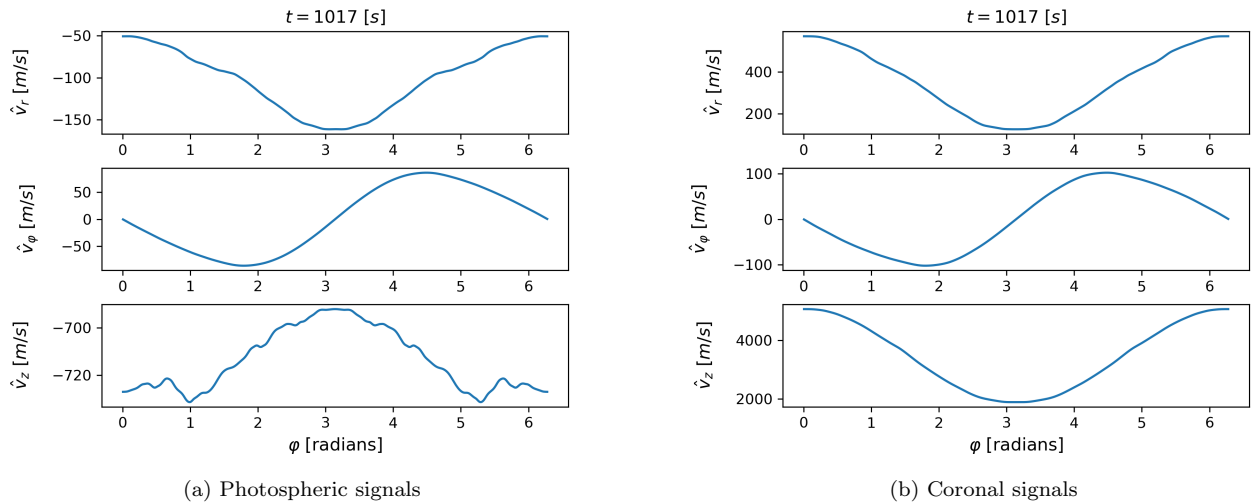 t = 1017 [s]
−50
−100
−150
v̂_r [m/s]
0 1 2 3 4 5 6
50
0
−50
v̂_φ [m/s]
0 1 2 3 4 5 6
−700
−720
v̂_z [m/s]
0 1 2 3 4 5 6
φ [radians]
(a) Photospheric signals
t = 1017 [s]
400
200
v̂_r [m/s]
0 1 2 3 4 5 6
100
0
−100
v̂_φ [m/s]
0 1 2 3 4 5 6
4000
2000
v̂_z [m/s]
0 1 2 3 4 5 6
φ [radians]
(b) Coronal signals